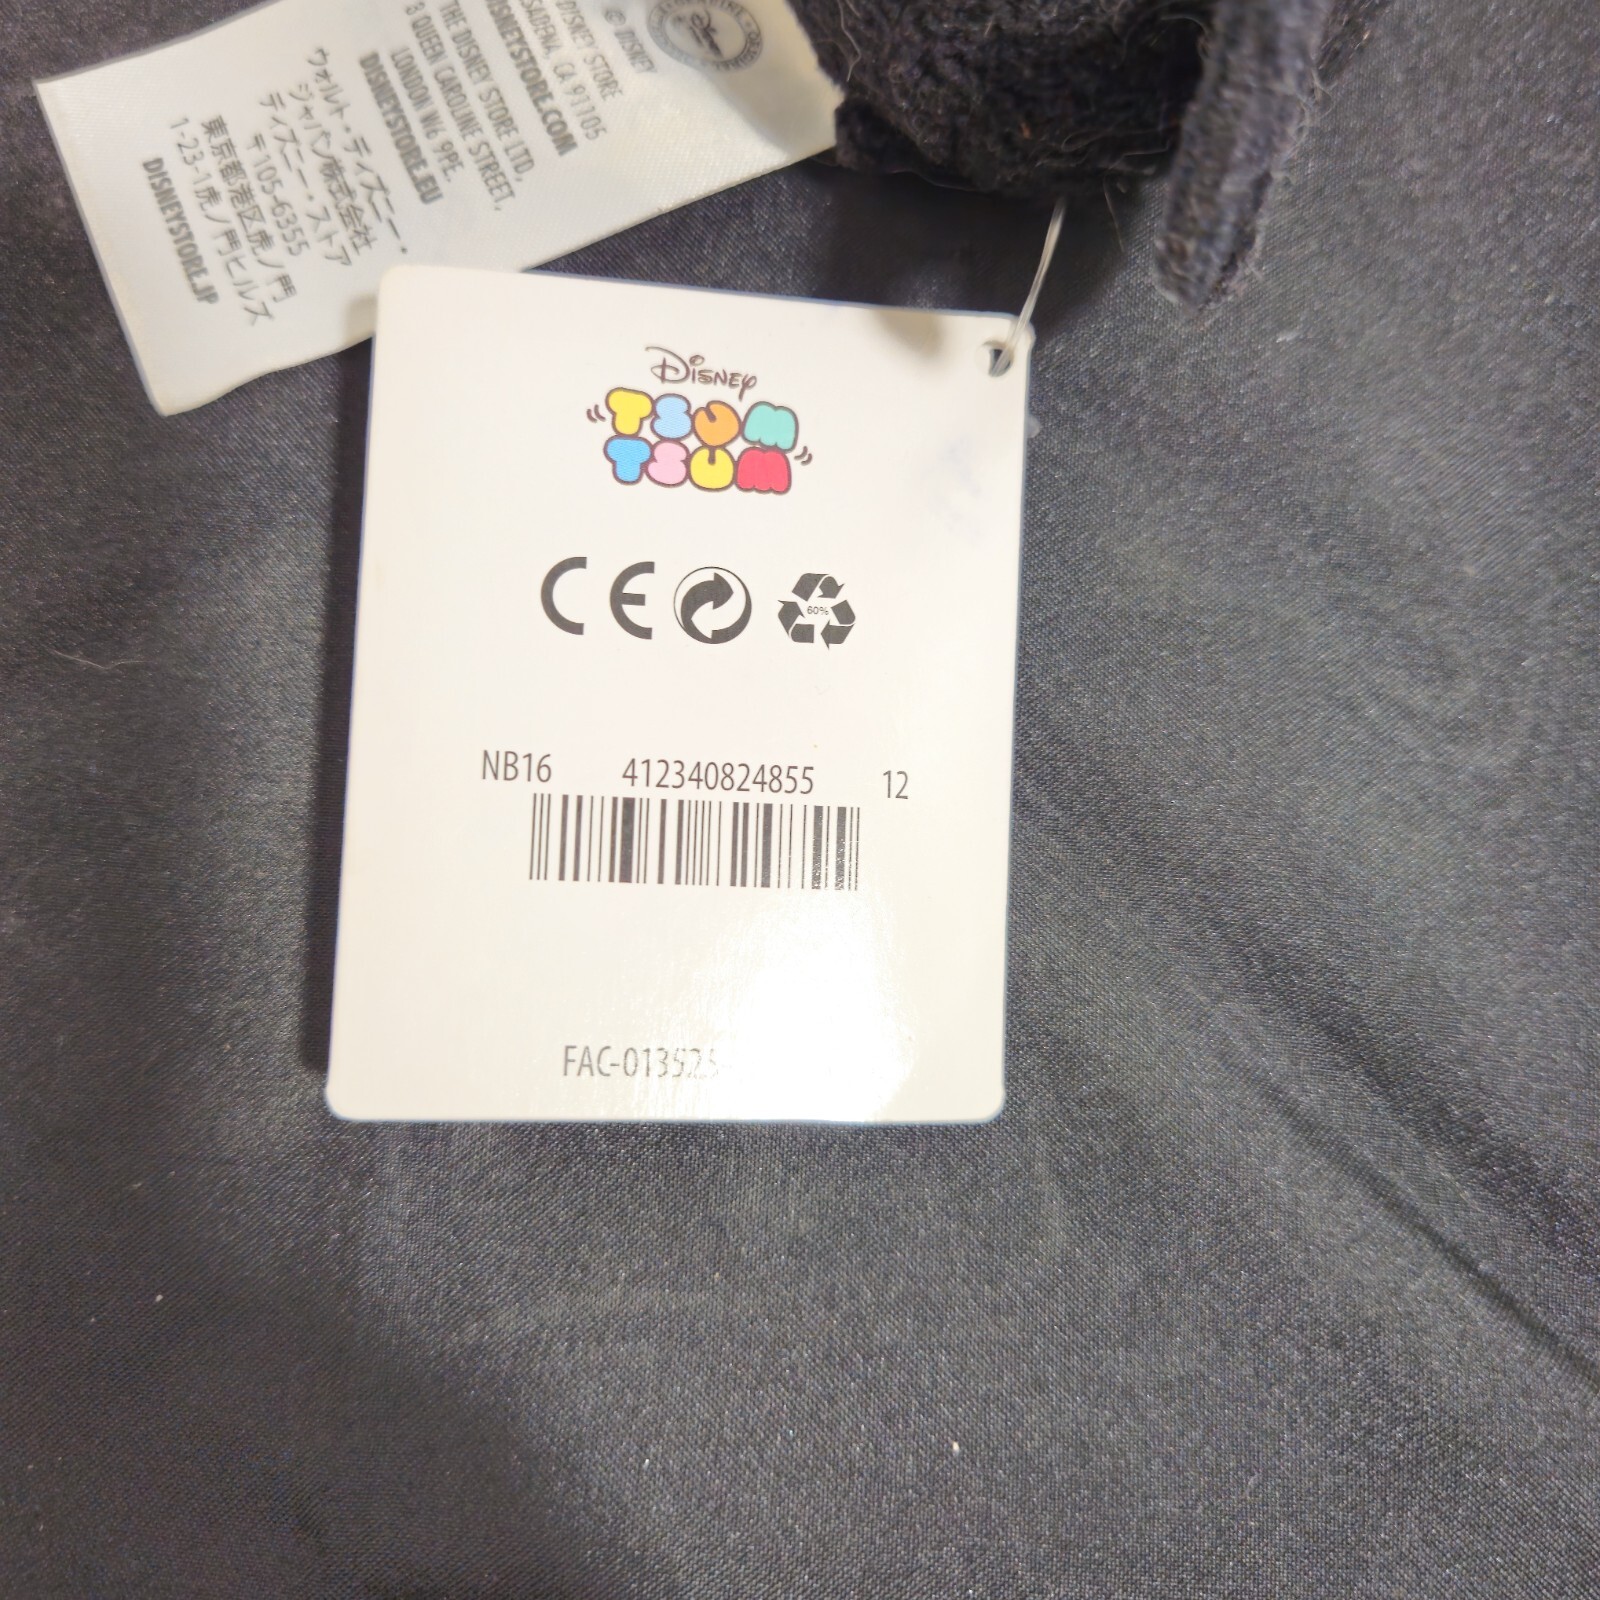 DISNEY STORE
CA 91105
© DISNEY
DISNEYSTORE.COM
THE DISNEY STORE LTD,
3 QUEEN CAROLINE STREET,
LONDON W6 9PE.
DISNEYSTORE.EU
ウォルト・ディズニー・
ジャパン株式会社
ディズニー・ストア
〒105-6355
東京都港区虎ノ門
1-23-1虎ノ門ヒルズ
DISNEYSTORE.JP
Disney
TSUM
TSUM
CE
60%
NB16 412340824855 12
FAC-013525